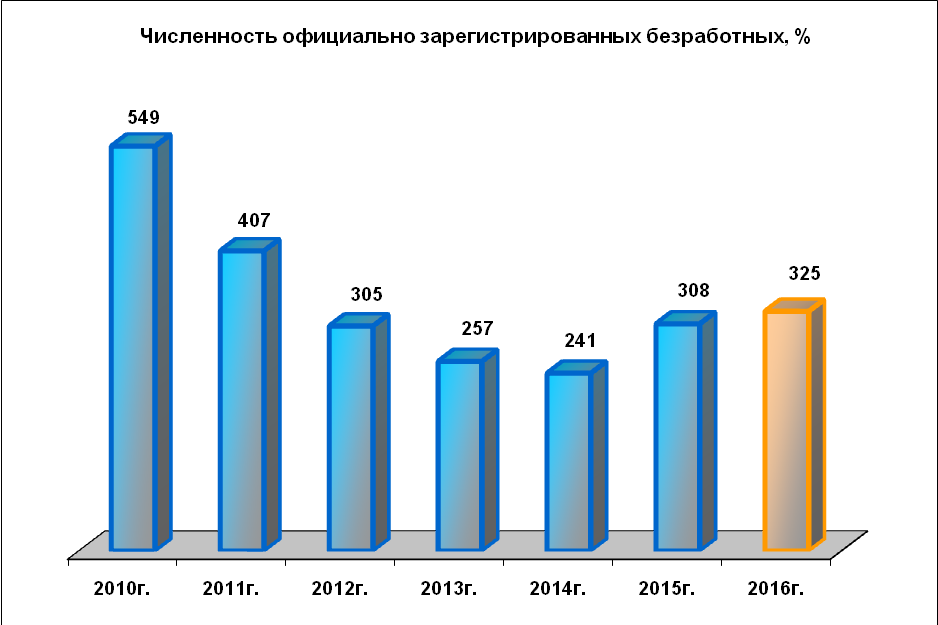 Численность официально зарегистрированных безработных, %
549
407
305
257
241
308
325
2010г.
2011г.
2012г.
2013г.
2014г.
2015г.
2016г.